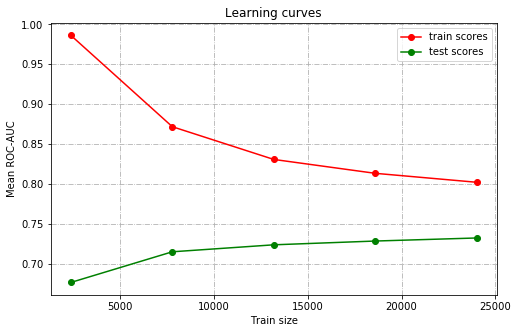 Learning curves
train scores
test scores
Mean ROC-AUC
1.00
0.95
0.90
0.85
0.80
0.75
0.70
5000
10000
15000
20000
25000
Train size